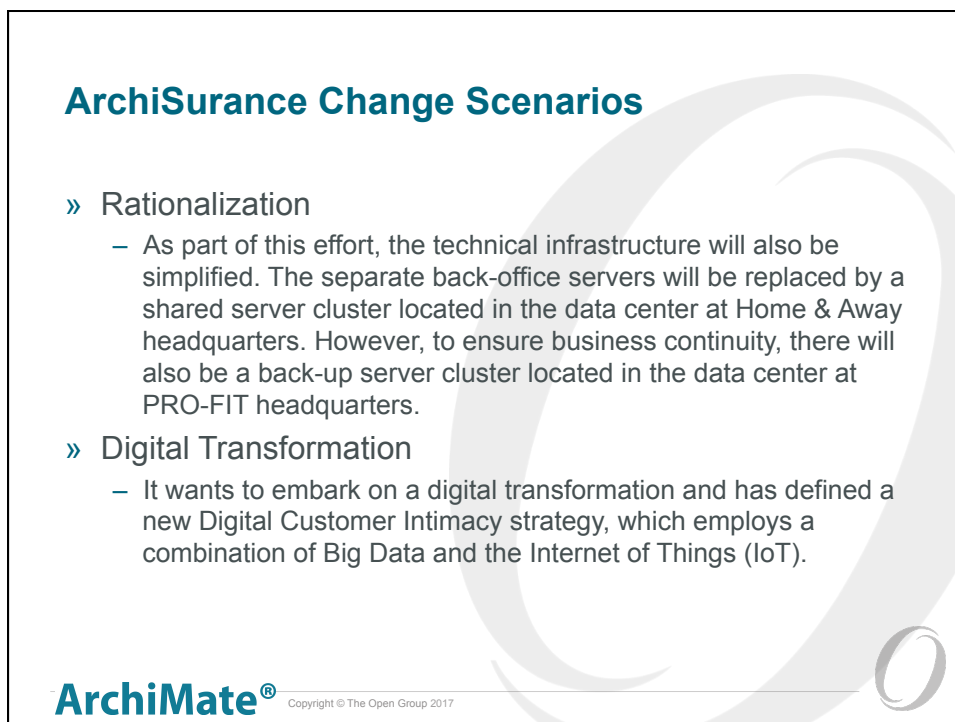 ArchiSurance Change Scenarios
» Rationalization
– As part of this effort, the technical infrastructure will also be
simplified. The separate back-office servers will be replaced by a
shared server cluster located in the data center at Home & Away
headquarters. However, to ensure business continuity, there will
also be a back-up server cluster located in the data center at
PRO-FIT headquarters.
» Digital Transformation
– It wants to embark on a digital transformation and has defined a
new Digital Customer Intimacy strategy, which employs a
combination of Big Data and the Internet of Things (IoT).
ArchiMate® Copyright © The Open Group 2017